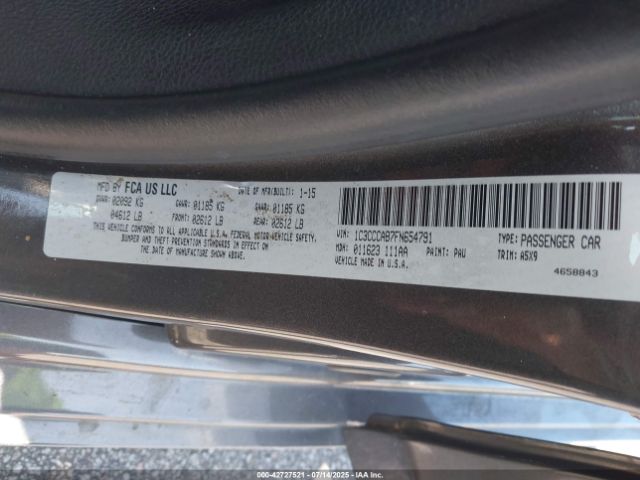 MFD BY FCA US LLC
DATE OF MFR(BUILT): 1-15
GVWR: 02092 KG
GAWR: 01185 KG
GAWR: 01185 KG
04612 LB
FRONT: 02612 LB
REAR: 02612 LB
THIS VEHICLE CONFORMS TO ALL
APPLICABLE U.S.A. FEDERAL MOTOR VEHICLE SAFETY,
BUMPER AND THEFT STANDARDS IN EFFECT ON
THE DATE OF MANUFACTURE SHOWN ABOVE.
VIN: 1C3CCCAB7FN654791
TYPE: PASSENGER CAR
MDH: 011623 111AA
PAINT: PAU
TRIM: A5X9
VEHICLE MADE IN U.S.A.
4658843
000-42727521 - 07/14/2025 - IAA Inc.